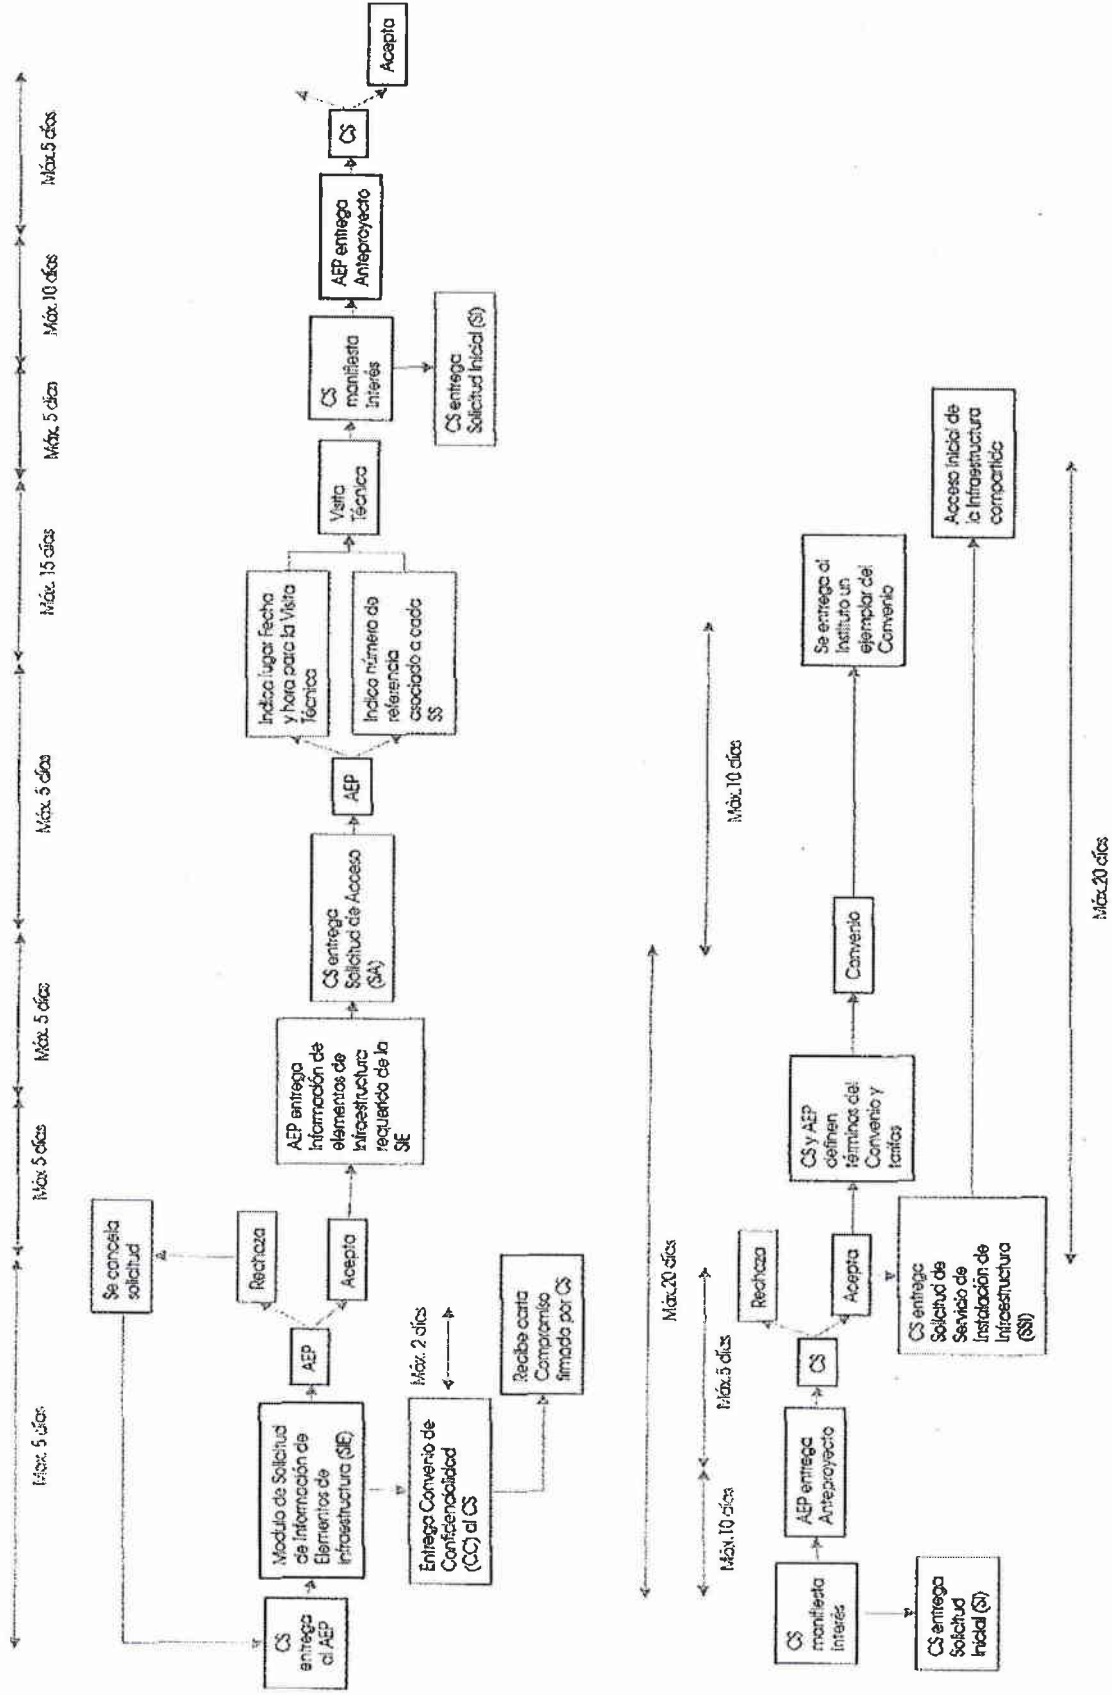 Máx. 5 días
Máx 5 días
Máx. 5 días
Máx. 5 días
Máx. 15 días
Máx. 5 días
Máx. 10 días
Máx. 5 días
Se cancela
solicitud
Rechaza
CS
entrega
al AEP
Modulo de Solicitud
de Información de
Elementos de
Infraestructura (SIE)
AEP
Acepta
AEP entrega
Información de
elementos de
Infraestructura
requerida de la
SIE
CS entrega
Solicitud de Acceso
(SA)
AEP
Indica lugar Fecha
y hora para la Visita
Técnica
Indica número de
referencia
asociado a cada
SS
Visita
Técnica
CS
manifiesta
Interés
AEP entrega
Anteproyecto
CS
Acepta
Entrega Convenio de
Confidencialidad
(CC) al CS
Máx. 2 días
Recibe carta
Compromiso
firmada por CS
CS entrega
Solicitud Inicial (SI)
Máx. 20 días
Máx. 10 días
Máx. 5 días
Máx. 10 días
CS
manifiesta
Interés
AEP entrega
Anteproyecto
CS
Rechaza
Acepta
CS y AEP
definen
términos del
Convenio y
tarifas
Convenio
Se entrega al
Instituto un
ejemplar del
Convenio
CS entrega
Solicitud
Inicial (SI)
CS entrega
Solicitud de
Servicio de
Instalación de
Infraestructura
(SSI)
Acceso Inicial de
la Infraestructura
compartida
Máx. 20 días